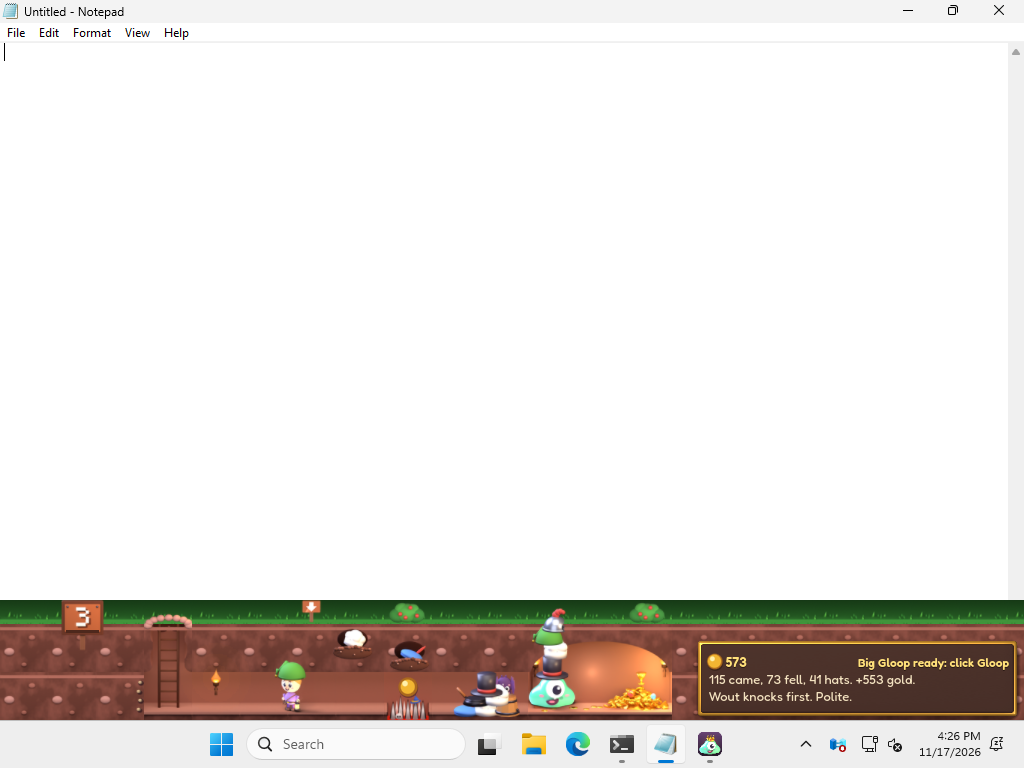 Untitled - Notepad
File Edit Format View Help
3
573 Big Gloop ready: click Gloop
115 came, 73 fell, 41 hats. +553 gold.
Wout knocks first. Polite.
Search
4:26 PM
11/17/2026